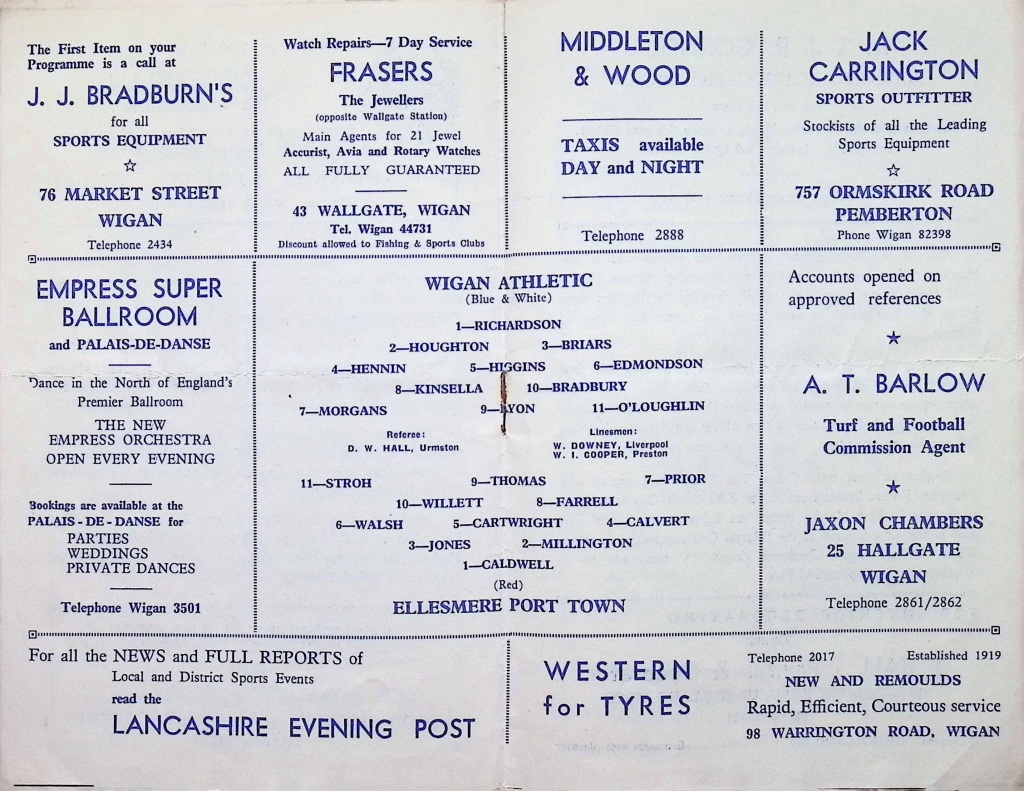 The First Item on your
Programme is a call at
J. J. BRADBURN'S
for all
SPORTS EQUIPMENT
76 MARKET STREET
WIGAN
Telephone 2434
Watch Repairs—7 Day Service
FRASERS
The Jewellers
(opposite Wallgate Station)
Main Agents for 21 Jewel
Accurist, Avia and Rotary Watches
ALL FULLY GUARANTEED
43 WALLGATE, WIGAN
Tel. Wigan 44731
Discount allowed to Fishing & Sports Clubs
MIDDLETON
& WOOD
TAXIS available
DAY and NIGHT
Telephone 2888
JACK
CARRINGTON
SPORTS OUTFITTER
Stockists of all the Leading
Sports Equipment
757 ORMSKIRK ROAD
PEMBERTON
Phone Wigan 82398
EMPRESS SUPER
BALLROOM
and PALAIS-DE-DANSE
Dance in the North of England's
Premier Ballroom
THE NEW
EMPRESS ORCHESTRA
OPEN EVERY EVENING
Bookings are available at the
PALAIS-DE-DANSE for
PARTIES
WEDDINGS
PRIVATE DANCES
Telephone Wigan 3501
WIGAN ATHLETIC
(Blue & White)
1—RICHARDSON
2—HOUGHTON 3—BRIARS
4—HENNIN 5—HIGGINS 6—EDMONDSON
8—KINSELLA 10—BRADBURY
7—MORGANS 9—LYON 11—O'LOUGHLIN
Referee:
D. W. HALL, Urmston
Linesmen:
W. DOWNEY, Liverpool
W. I. COOPER, Preston
11—STROH 9—THOMAS 7—PRIOR
10—WILLETT 8—FARRELL
6—WALSH 5—CARTWRIGHT 4—CALVERT
3—JONES 2—MILLINGTON
1—CALDWELL
(Red)
ELLESMERE PORT TOWN
Accounts opened on
approved references
A. T. BARLOW
Turf and Football
Commission Agent
JAXON CHAMBERS
25 HALLGATE
WIGAN
Telephone 2861/2862
For all the NEWS and FULL REPORTS of
Local and District Sports Events
read the
LANCASHIRE EVENING POST
WESTERN
for TYRES
Telephone 2017 Established 1919
NEW AND REMOULDS
Rapid, Efficient, Courteous service
98 WARRINGTON ROAD, WIGAN